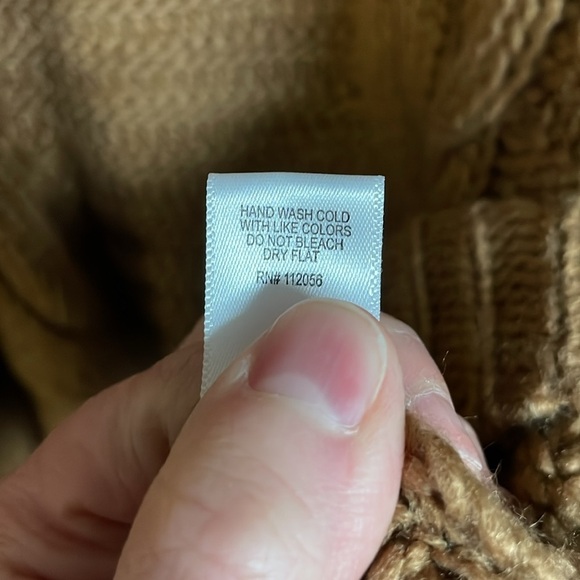 HAND WASH COLD
WITH LIKE COLORS
DO NOT BLEACH
DRY FLAT
RN# 112056